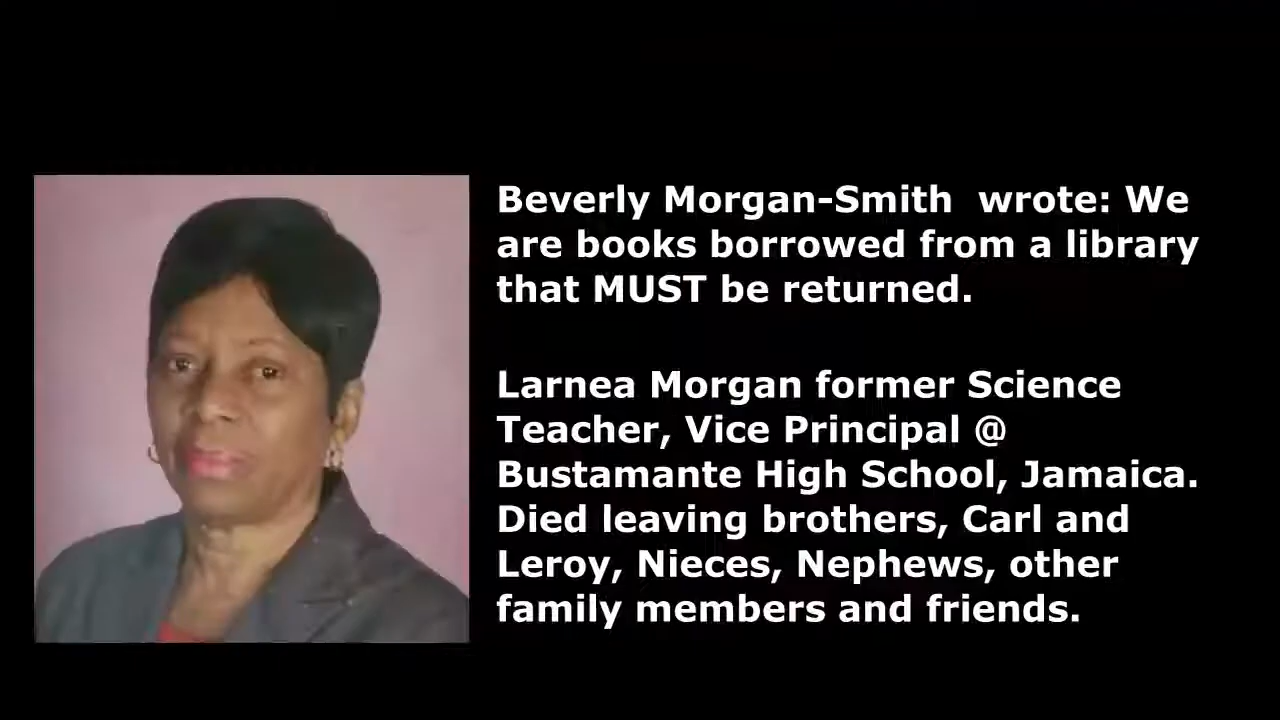 Beverly Morgan-Smith  wrote: We
are books borrowed from a library
that MUST be returned.
Larnea Morgan former Science
Teacher, Vice Principal @
Bustamante High School, Jamaica.
Died leaving brothers, Carl and
Leroy, Nieces, Nephews, other
family members and friends.